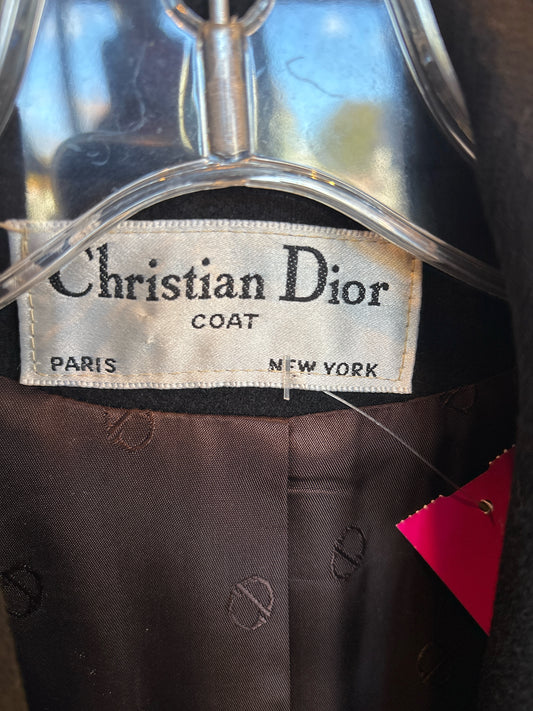 Christian Dior
COAT
PARIS NEW YORK